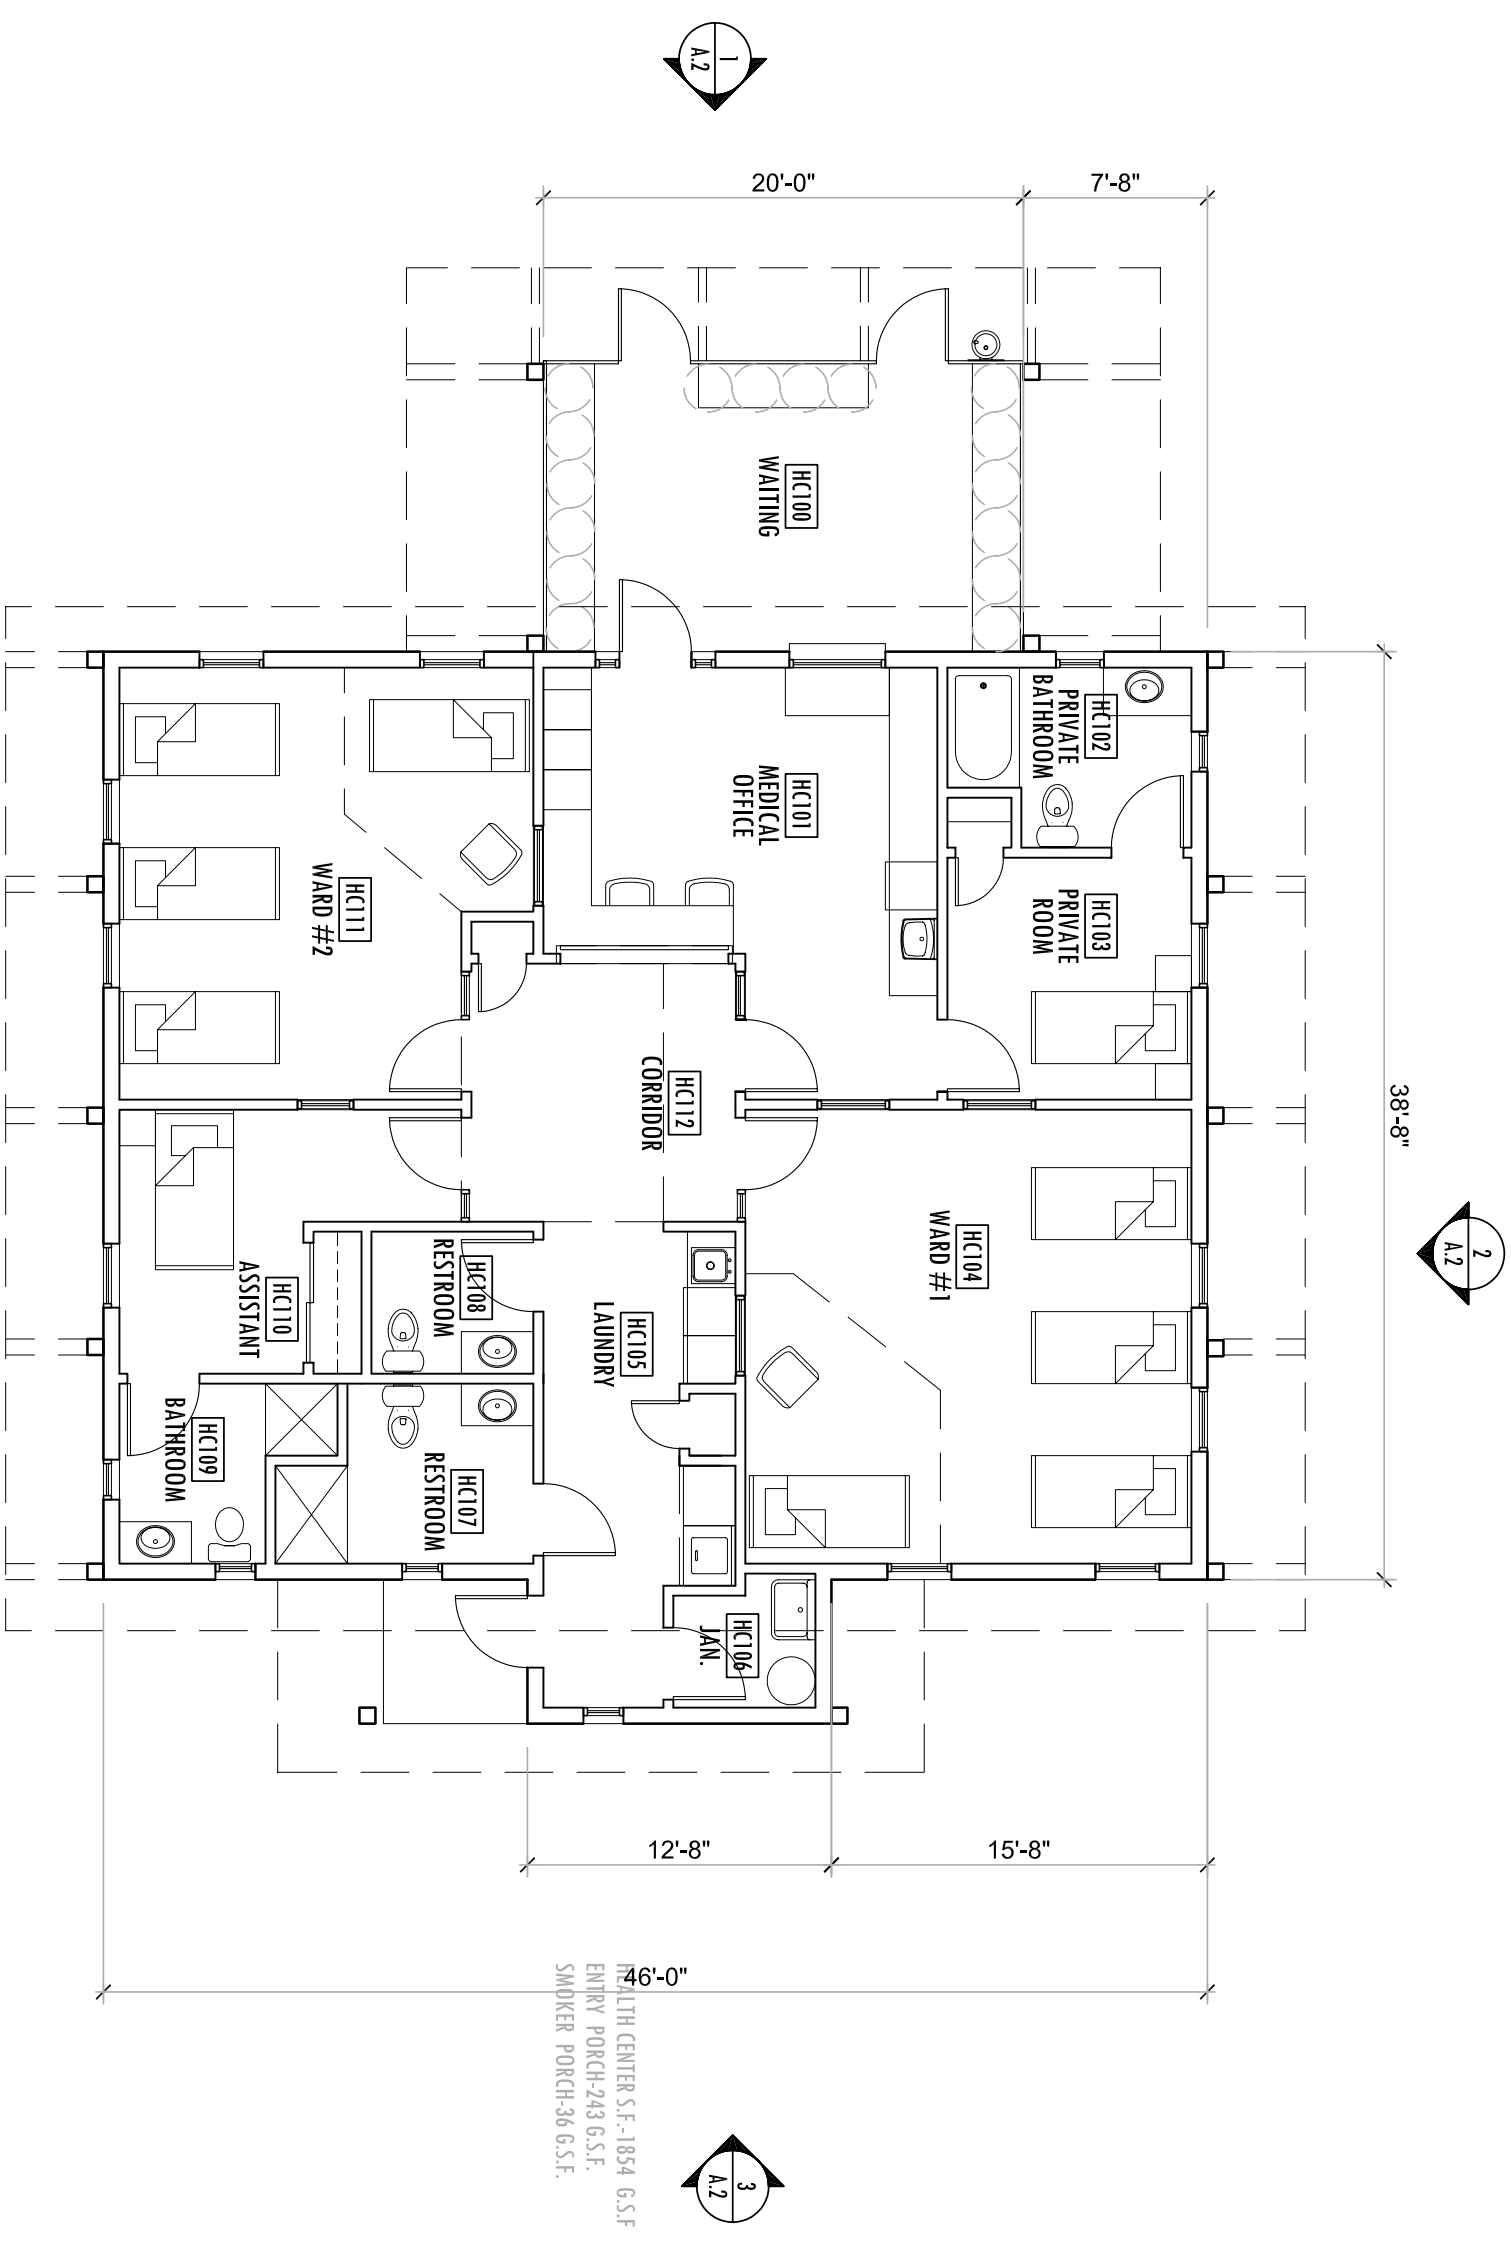 1
A.2
20'-0"
7'-8"
HC100
WAITING
HC102
PRIVATE
BATHROOM
HC101
MEDICAL
OFFICE
HC103
PRIVATE
ROOM
HC111
WARD #2
HC112
CORRIDOR
38'-8"
HC104
WARD #1
2
A.2
HC110
ASSISTANT
HC108
RESTROOM
HC105
LAUNDRY
HC109
BATHROOM
HC107
RESTROOM
HC106
JAN.
12'-8"
15'-8"
46'-0"
HEALTH CENTER S.F.-1854 G.S.F
ENTRY PORCH-243 G.S.F.
SMOKER PORCH-36 G.S.F.
3
A.2